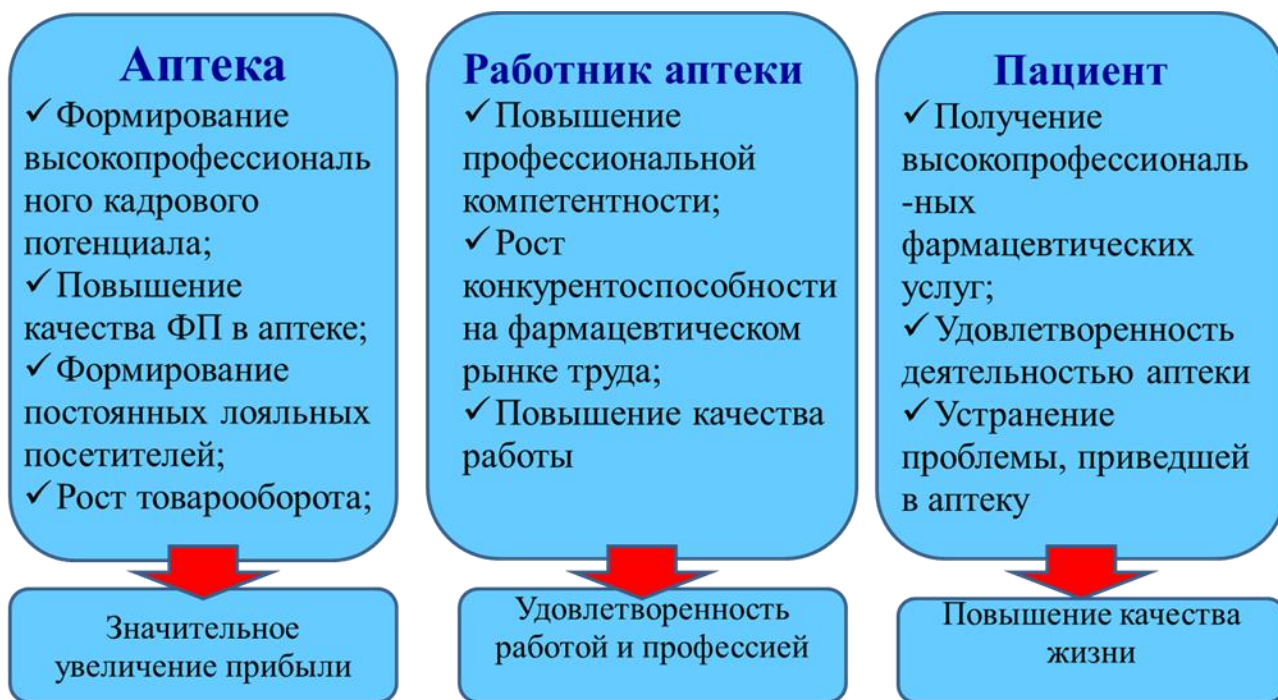 Аптека
✓Формирование
высокопрофессиональ
ного кадрового
потенциала;
✓Повышение
качества ФП в аптеке;
✓Формирование
постоянных лояльных
посетителей;
✓Рост товарооборота;
Значительное
увеличение прибыли
Работник аптеки
✓Повышение
профессиональной
компетентности;
✓Рост
конкурентоспособности
на фармацевтическом
рынке труда;
✓Повышение качества
работы
Удовлетворенность
работой и профессией
Пациент
✓Получение
высокопрофессиональ
-ных
фармацевтических
услуг;
✓Удовлетворенность
деятельностью аптеки
✓Устранение
проблемы, приведшей
в аптеку
Повышение качества
жизни